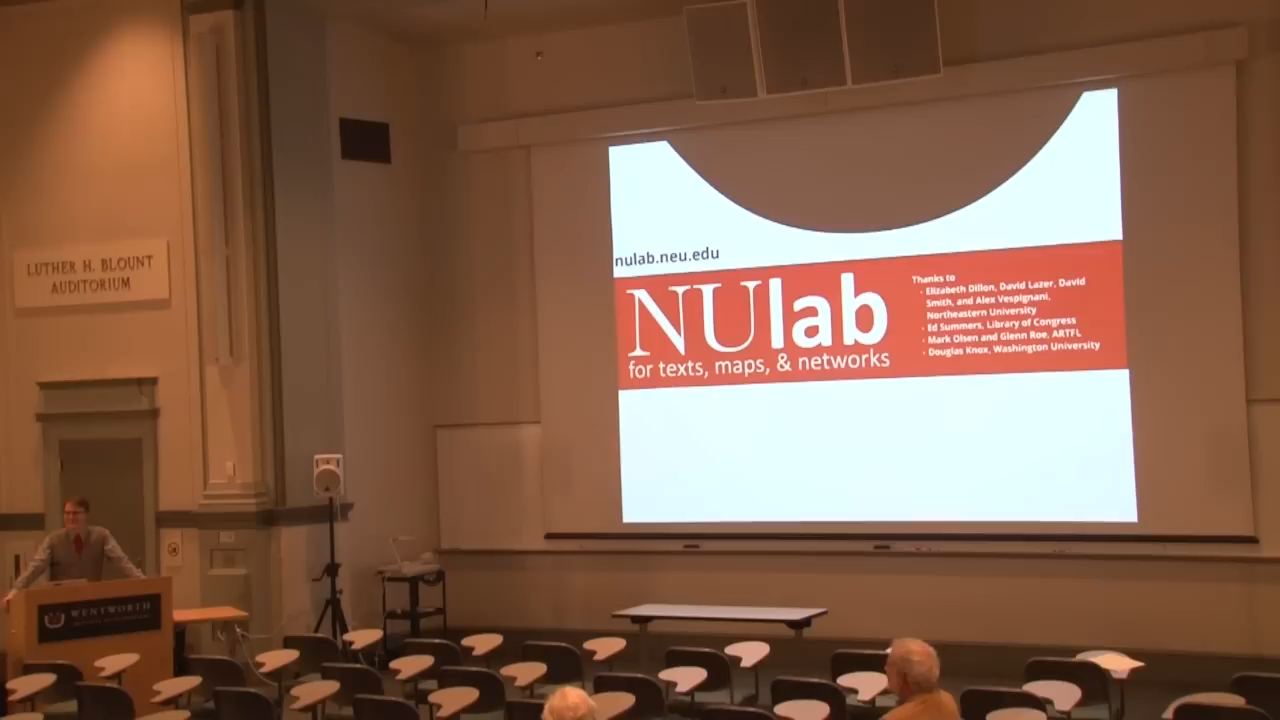 LUTHER H. BLOUNT
AUDITORIUM
nulab.neu.edu
NUlab
for texts, maps, & networks
Thanks to
· Elizabeth Dillon, David Lazer, David
Smith, and Alex Vespignani,
Northeastern University
· Ed Summers, Library of Congress
· Mark Olsen and Glenn Roe, ARTFL
· Douglas Knox, Washington University
WENTWORTH